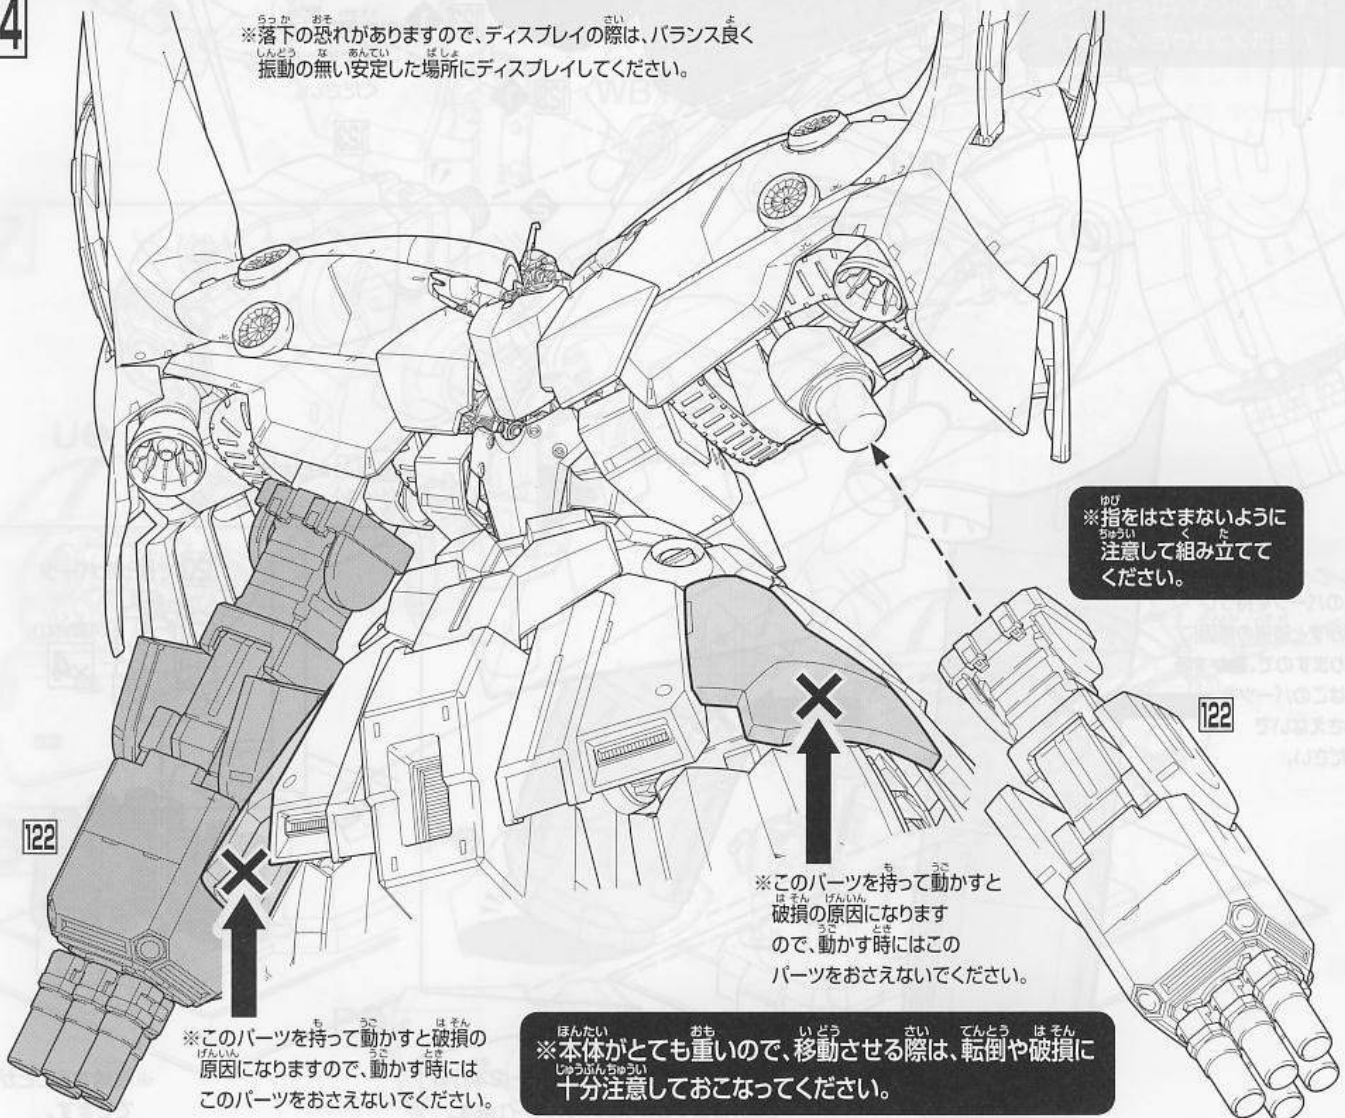 4
※落下の恐れがありますので、ディスプレイの際は、バランス良く
振動の無い安定した場所にディスプレイしてください。
※指をはさまないように
注意して組み立てて
ください。
122
122
※このパーツを持って動かすと
破損の原因になります
ので、動かす時にはこの
パーツをおさえないでください。
※このパーツを持って動かすと破損の
原因になりますので、動かす時には
このパーツをおさえないでください。
※本体がとても重いので、移動させる際は、転倒や破損に
十分注意しておこなってください。